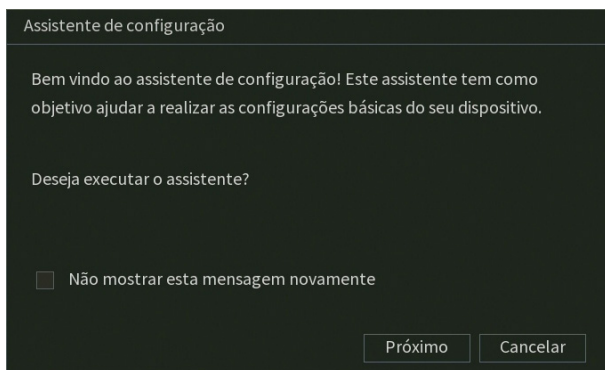 Assistente de configuração
Bem vindo ao assistente de configuração! Este assistente tem como
objetivo ajudar a realizar as configurações básicas do seu dispositivo.
Deseja executar o assistente?
Não mostrar esta mensagem novamente
Próximo
Cancelar